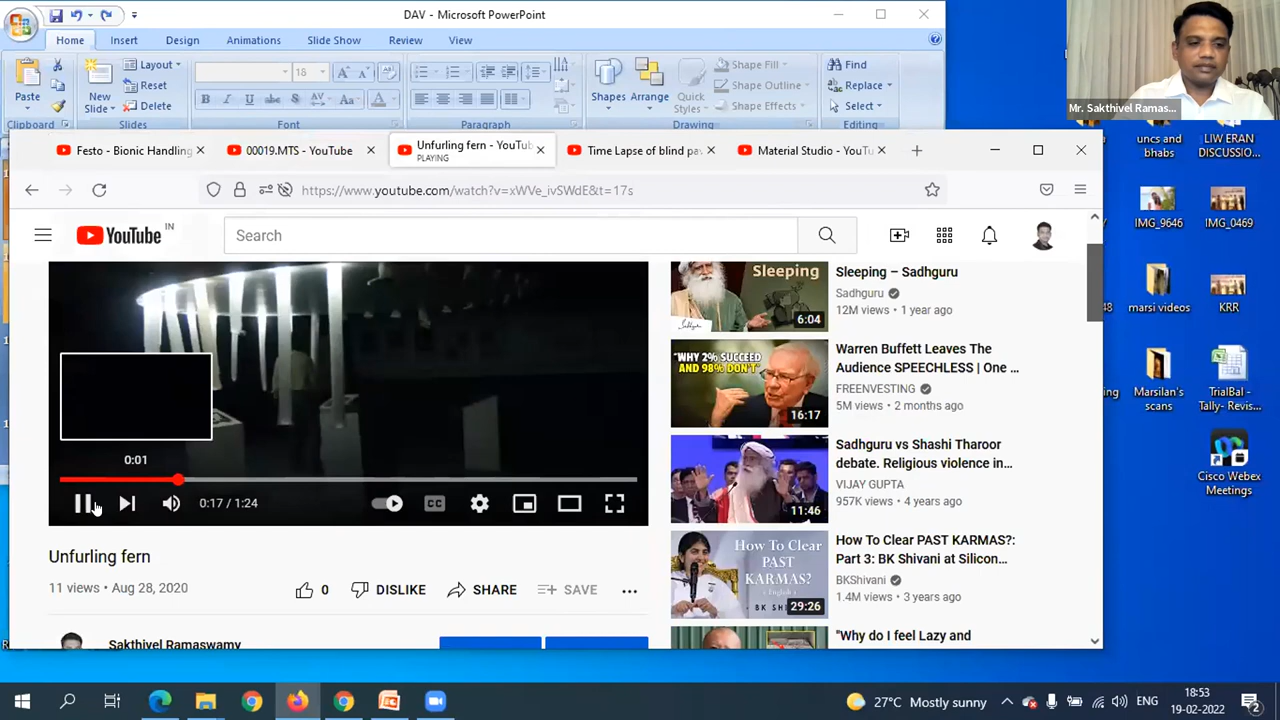 DAV - Microsoft PowerPoint
Home Insert Design Animations Slide Show Review View
Paste
Clipboard
New
Slide
Layout
Reset
Delete
Slides
18
B I U abc S AV Aa A
Font
Paragraph
Shapes Arrange Quick
Styles
Shape Fill
Shape Outline
Shape Effects
Drawing
Find
Replace
Select
Editing
Mr. Sakthivel Ramas...
Festo - Bionic Handling
00019.MTS - YouTube
Unfurling fern - YouTub
PLAYING
Time Lapse of blind pa
Material Studio - YouTu
https://www.youtube.com/watch?v=xWVe_ivSWdE&t=17s
YouTube IN
Search
0:01
0:17 / 1:24
CC
Unfurling fern
11 views • Aug 28, 2020
0 DISLIKE SHARE SAVE
Sakthivel Ramaswamy
Sleeping
6:04
Sleeping – Sadhguru
Sadhguru
12M views • 1 year ago
"WHY 2% SUCCEED
AND 98% DON'T"
16:17
Warren Buffett Leaves The
Audience SPEECHLESS | One ...
FREENVESTING
5M views • 2 months ago
11:46
Sadhguru vs Shashi Tharoor
debate. Religious violence in...
VIJAY GUPTA
957K views • 4 years ago
How To Clear
PAST KARMAS?
29:26
How To Clear PAST KARMAS?:
Part 3: BK Shivani at Silicon...
BKShivani
1.4M views • 3 years ago
"Why do I feel Lazy and
uncs and
bhabs
LIW ERAN
DISCUSSIO...
IMG_9646
IMG_0469
marsi videos
KRR
Marsilan's
scans
TrialBal -
Tally- Revis...
Cisco Webex
Meetings
27°C Mostly sunny
ENG
18:53
19-02-2022
2